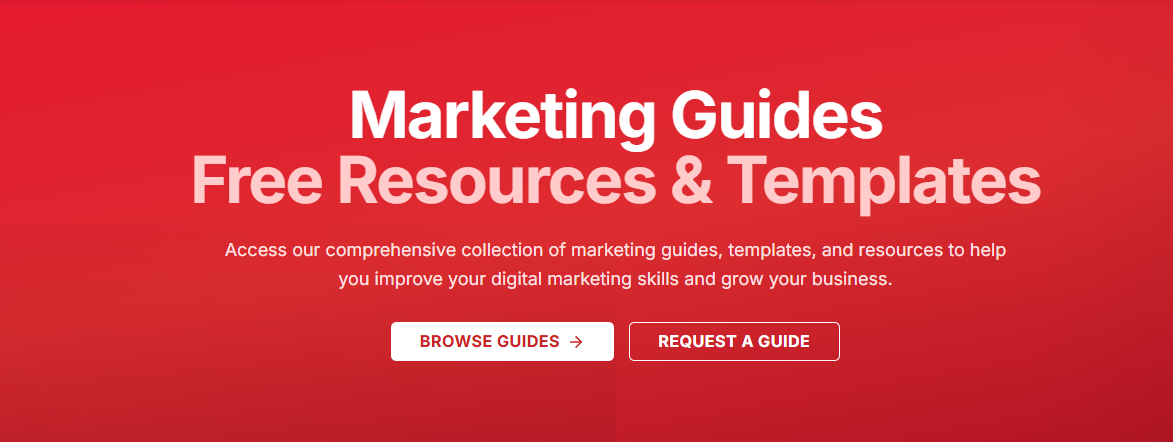 Marketing Guides
Free Resources & Templates
Access our comprehensive collection of marketing guides, templates, and resources to help
you improve your digital marketing skills and grow your business.
BROWSE GUIDES →
REQUEST A GUIDE